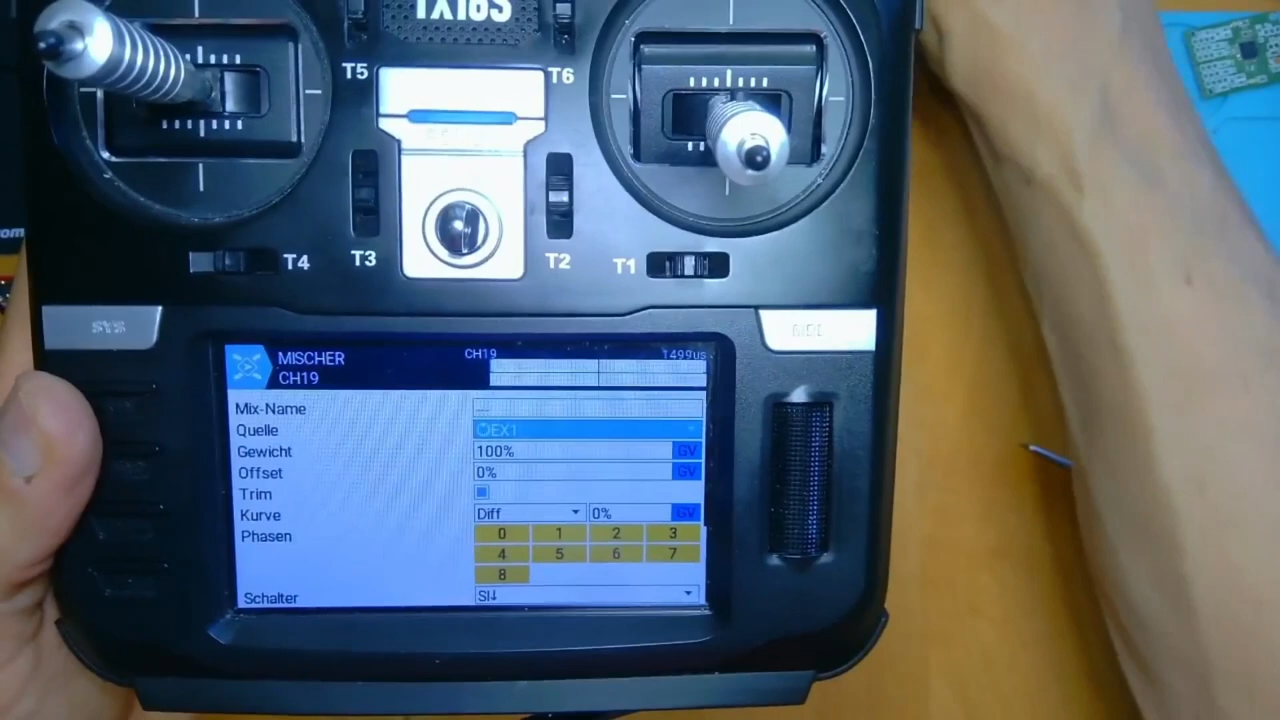 TX16S
T5
T6
T3
T2
T4
T1
om
SYS
MDL
MISCHER
CH19
CH19
1499us
Mix-Name
---
Quelle
EX1
Gewicht
100%
GV
Offset
0%
GV
Trim
Kurve
Diff
0%
GV
Phasen
0 1 2 3
4 5 6 7
8
Schalter
SI↓